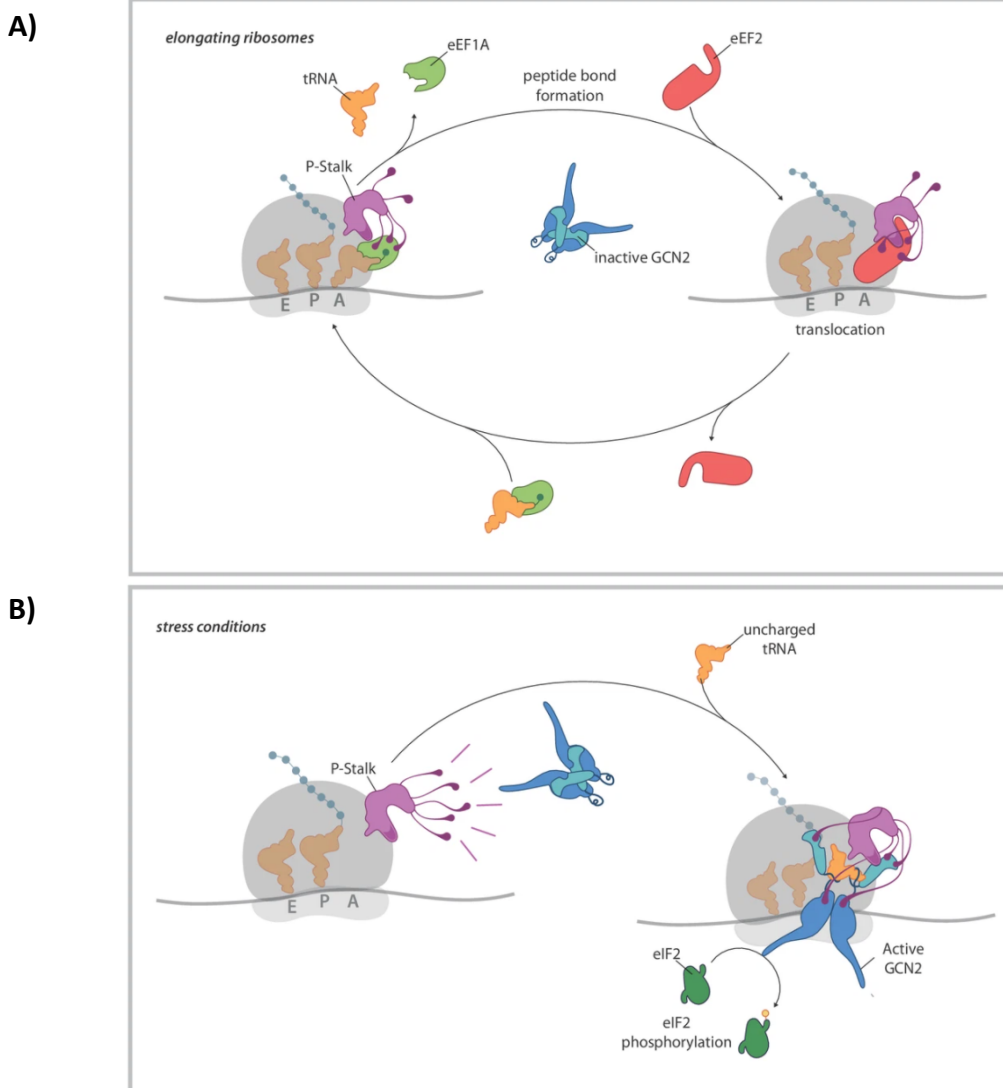 A)
elongating ribosomes
eEF1A
eEF2
tRNA
peptide bond
formation
P-Stalk
inactive GCN2
E P A
E P A
translocation
B)
stress conditions
uncharged
tRNA
P-Stalk
E P A
Active
GCN2
eIF2
eIF2
phosphorylation